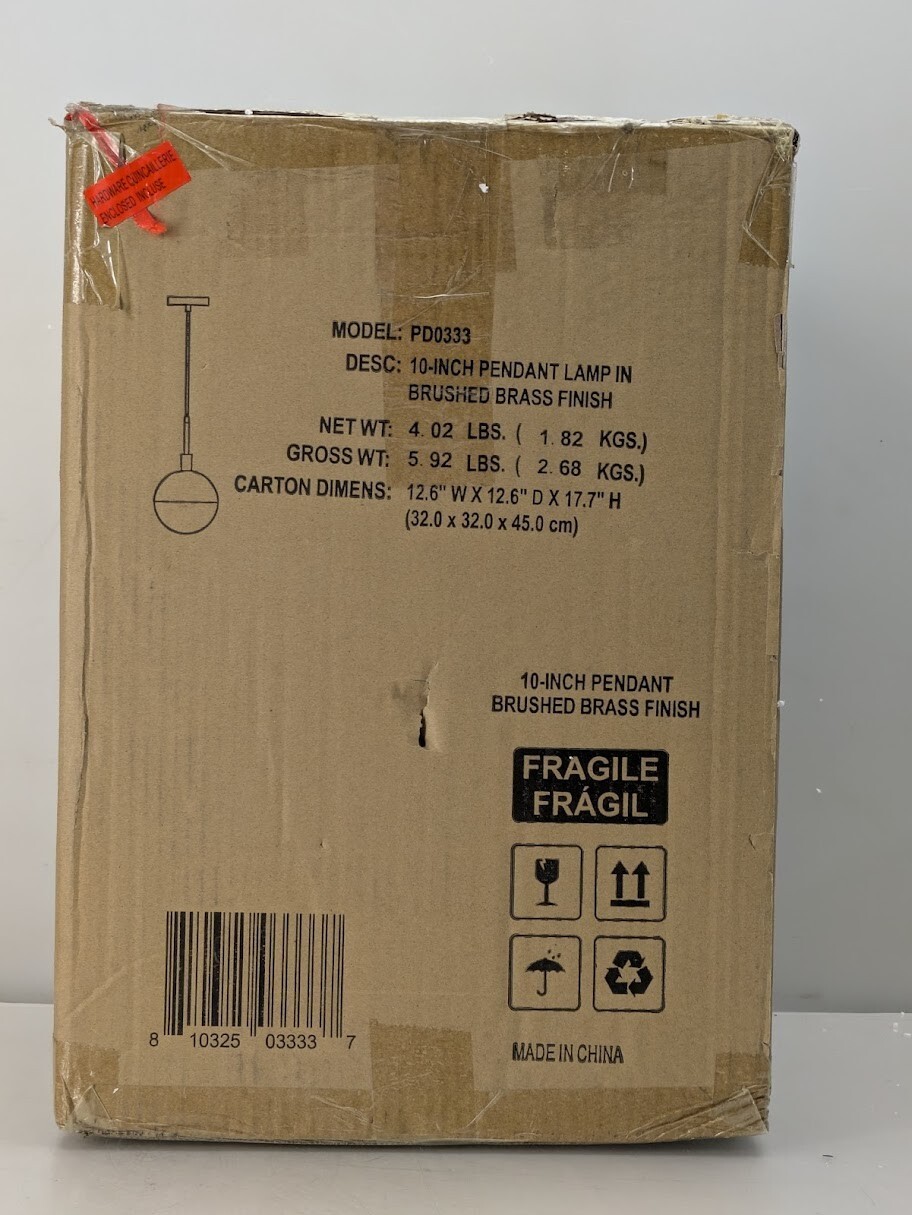 HARDWARE QUINCAILLERIE
ENCLOSED INCLUSE
MODEL: PD0333
DESC: 10-INCH PENDANT LAMP IN
BRUSHED BRASS FINISH
NET WT: 4.02 LBS. ( 1.82 KGS.)
GROSS WT: 5.92 LBS. ( 2.68 KGS.)
CARTON DIMENS: 12.6" W X 12.6" D X 17.7" H
(32.0 x 32.0 x 45.0 cm)
10-INCH PENDANT
BRUSHED BRASS FINISH
FRAGILE
FRÁGIL
8 10325 03333 7
MADE IN CHINA